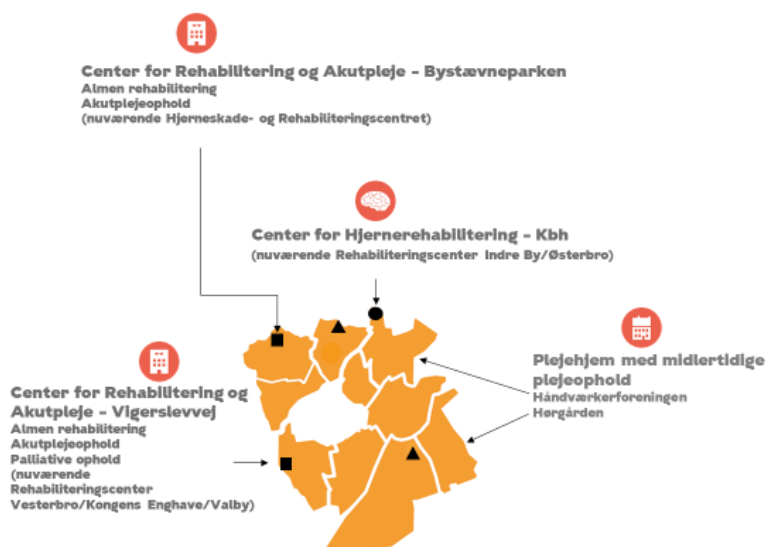 Center for Rehabilitering og Akutpleje - Bystævneparken
Almen rehabilitering
Akutplejeophold
(nuværende Hjerneskade- og Rehabiliteringscentret)
Center for Hjernerehabilitering - Kbh
(nuværende Rehabiliteringscenter Indre By/Østerbro)
Plejehjem med midlertidige
plejeophold
Håndværkerforeningen
Hørgården
Center for Rehabilitering og
Akutpleje - Vigerslevvej
Almen rehabilitering
Akutplejeophold
Palliative ophold
(nuværende
Rehabiliteringscenter
Vesterbro/Kongens Enghave/Valby)